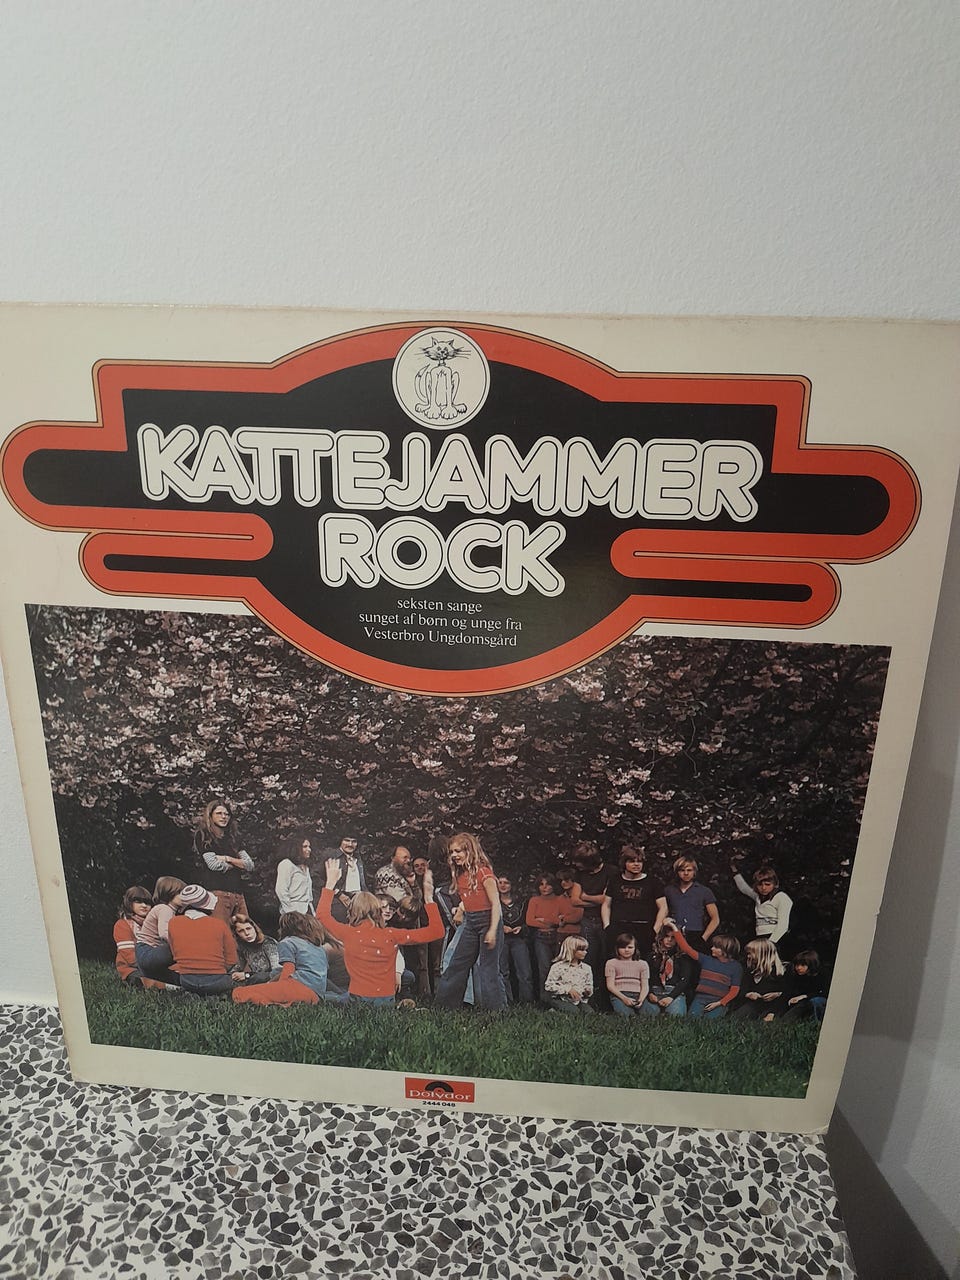 KATTEJAMMER
ROCK
seksten sange
sunget af børn og unge fra
Vesterbro Ungdomsgård
Polydor
2444 048